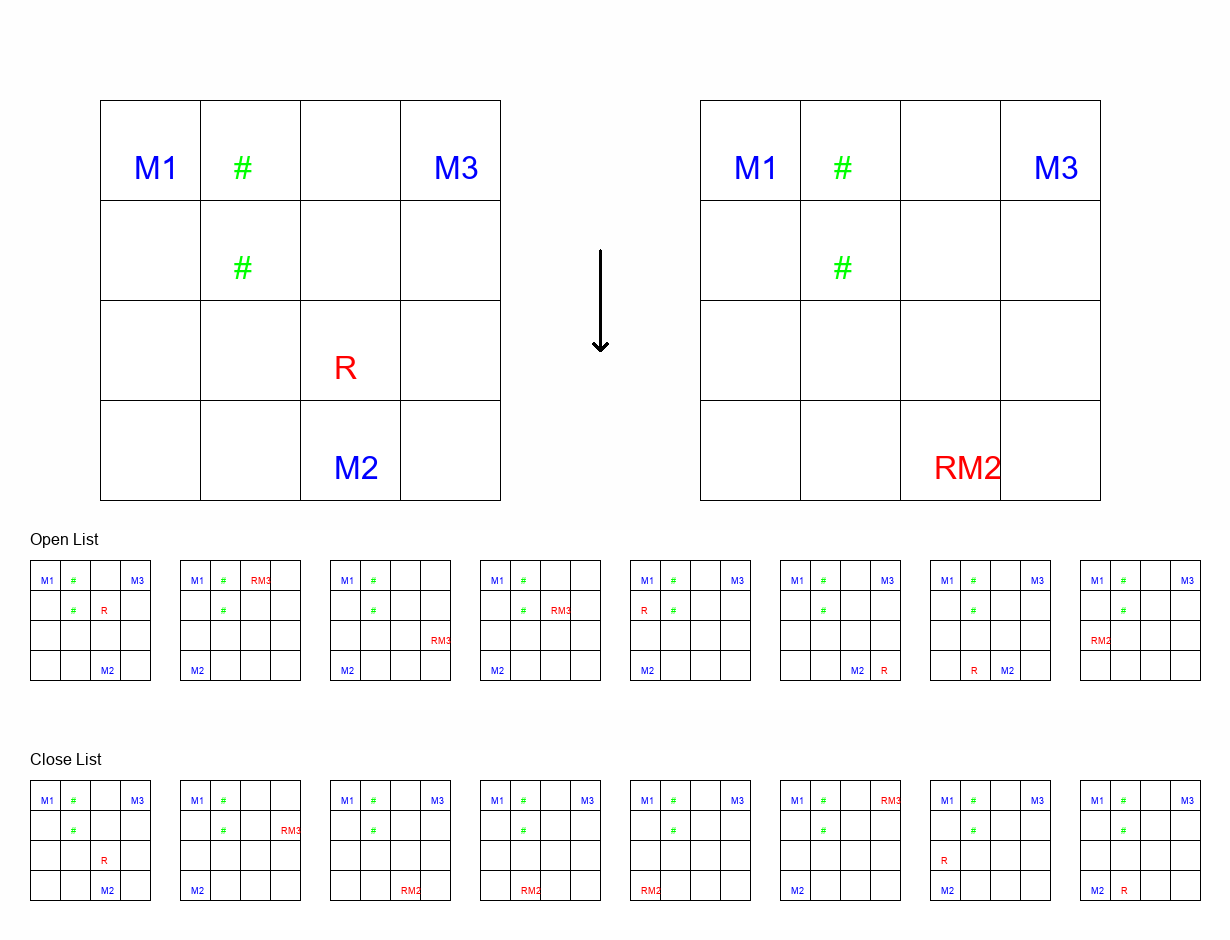 M1 # M3 M1 # M3
# #
R
M2 RM2
Open List
M1 # M3 M1 # RM3 M1 # M1 # M1 # M3 M1 # M3 M1 # M3 M1 # M3
# R # # # RM3 R # # # #
RM3 RM2
M2 M2 M2 M2 M2 M2 R R M2
Close List
M1 # M3 M1 # M1 # M3 M1 # M3 M1 # M3 M1 # RM3 M1 # M3 M1 # M3
# # RM3 # # # # # #
R R
M2 M2 RM2 RM2 RM2 M2 M2 M2 R